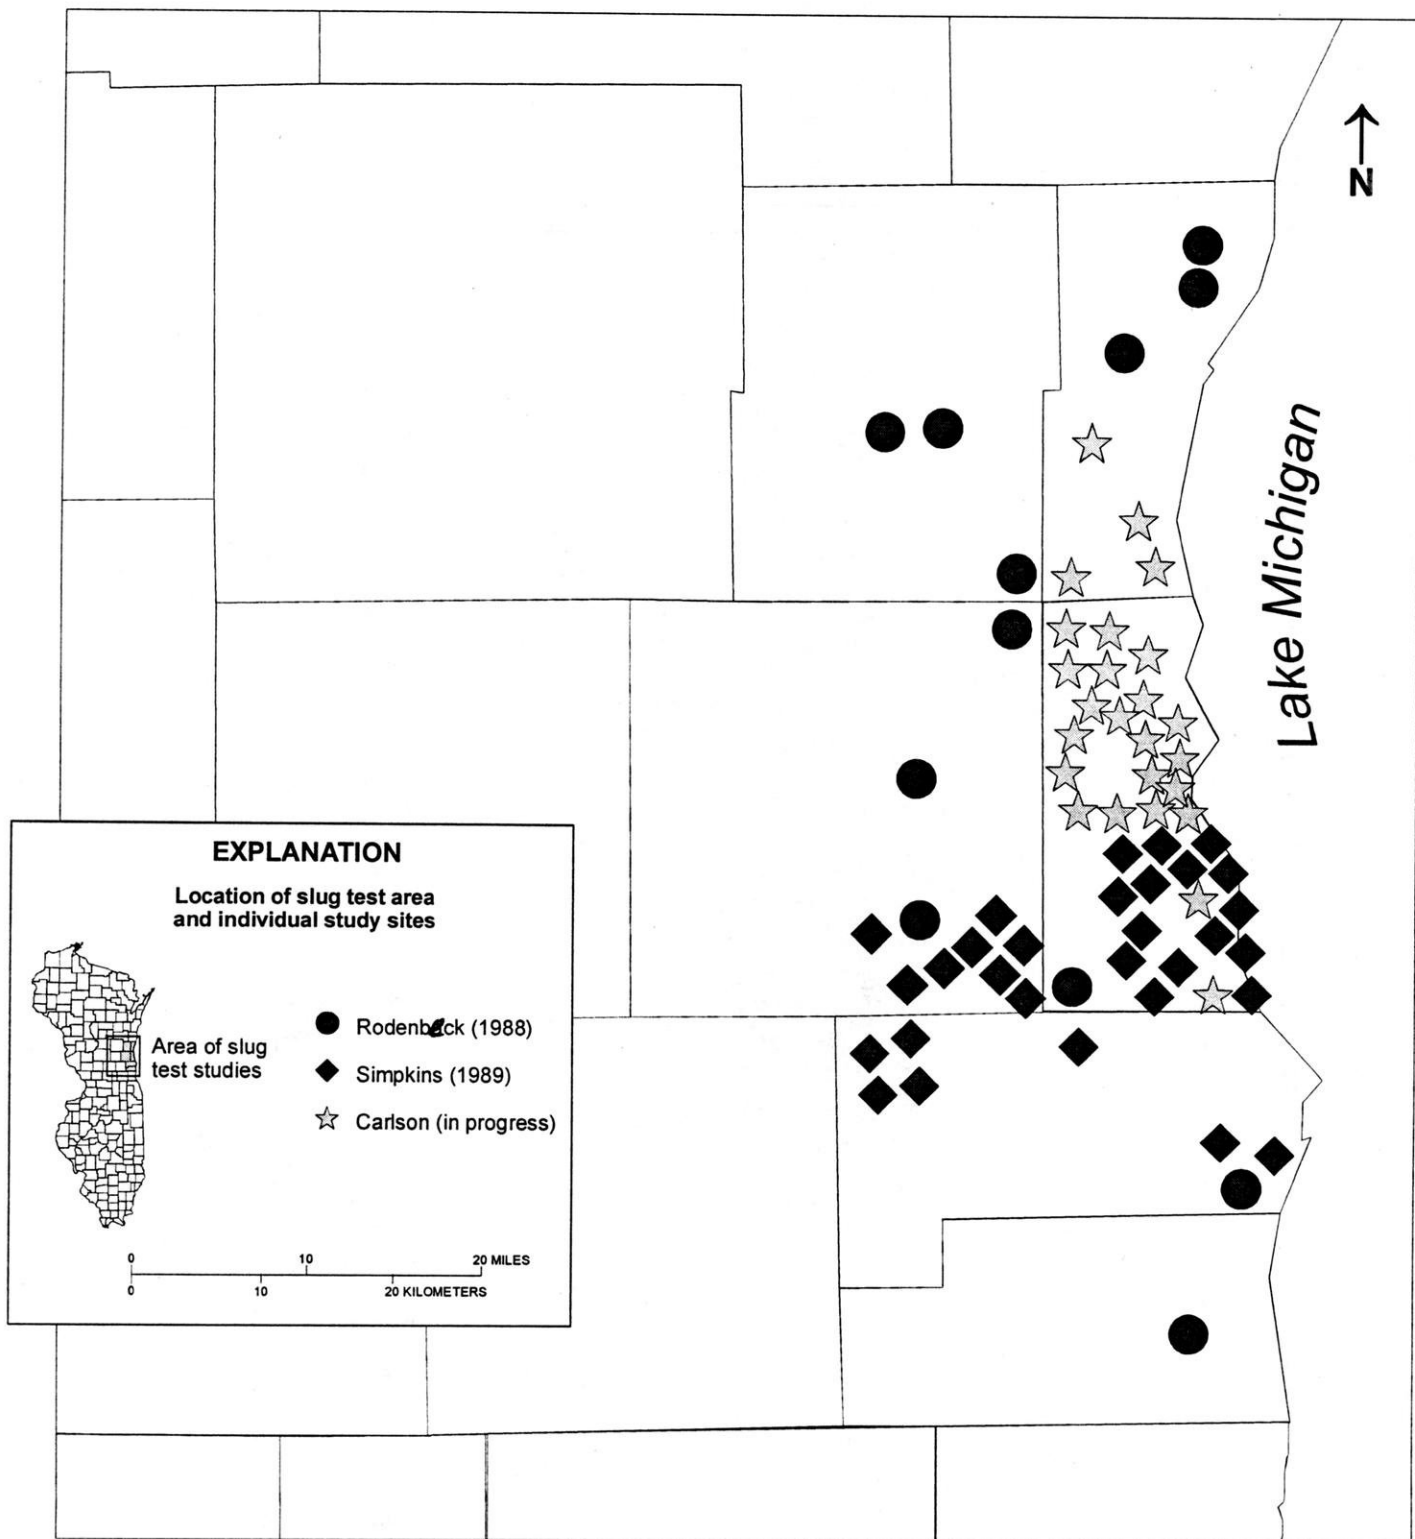 N
Lake Michigan
EXPLANATION
Location of slug test area
and individual study sites
Area of slug
test studies
Rodenbeck (1988)
Simpkins (1989)
Carlson (in progress)
0 10 20 MILES
0 10 20 KILOMETERS